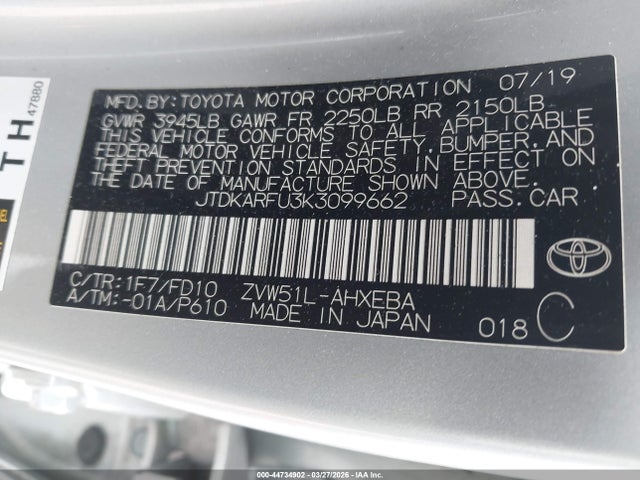 MFD.BY:TOYOTA MOTOR CORPORATION 07/19
GVWR 3945LB GAWR FR 2250LB RR 2150LB
THIS VEHICLE CONFORMS TO ALL APPLICABLE
FEDERAL MOTOR VEHICLE SAFETY,BUMPER,AND
THEFT PREVENTION STANDARDS IN EFFECT ON
THE DATE OF MANUFACTURE SHOWN ABOVE.
JTDKARFU3K3099662 PASS.CAR
C/TR:1F7/FD10 ZVW51L-AHXEBA
A/TM:-01A/P610 MADE IN JAPAN 018 C
TH
47880
000-44734902 - 03/27/2026 - IAAI.COM